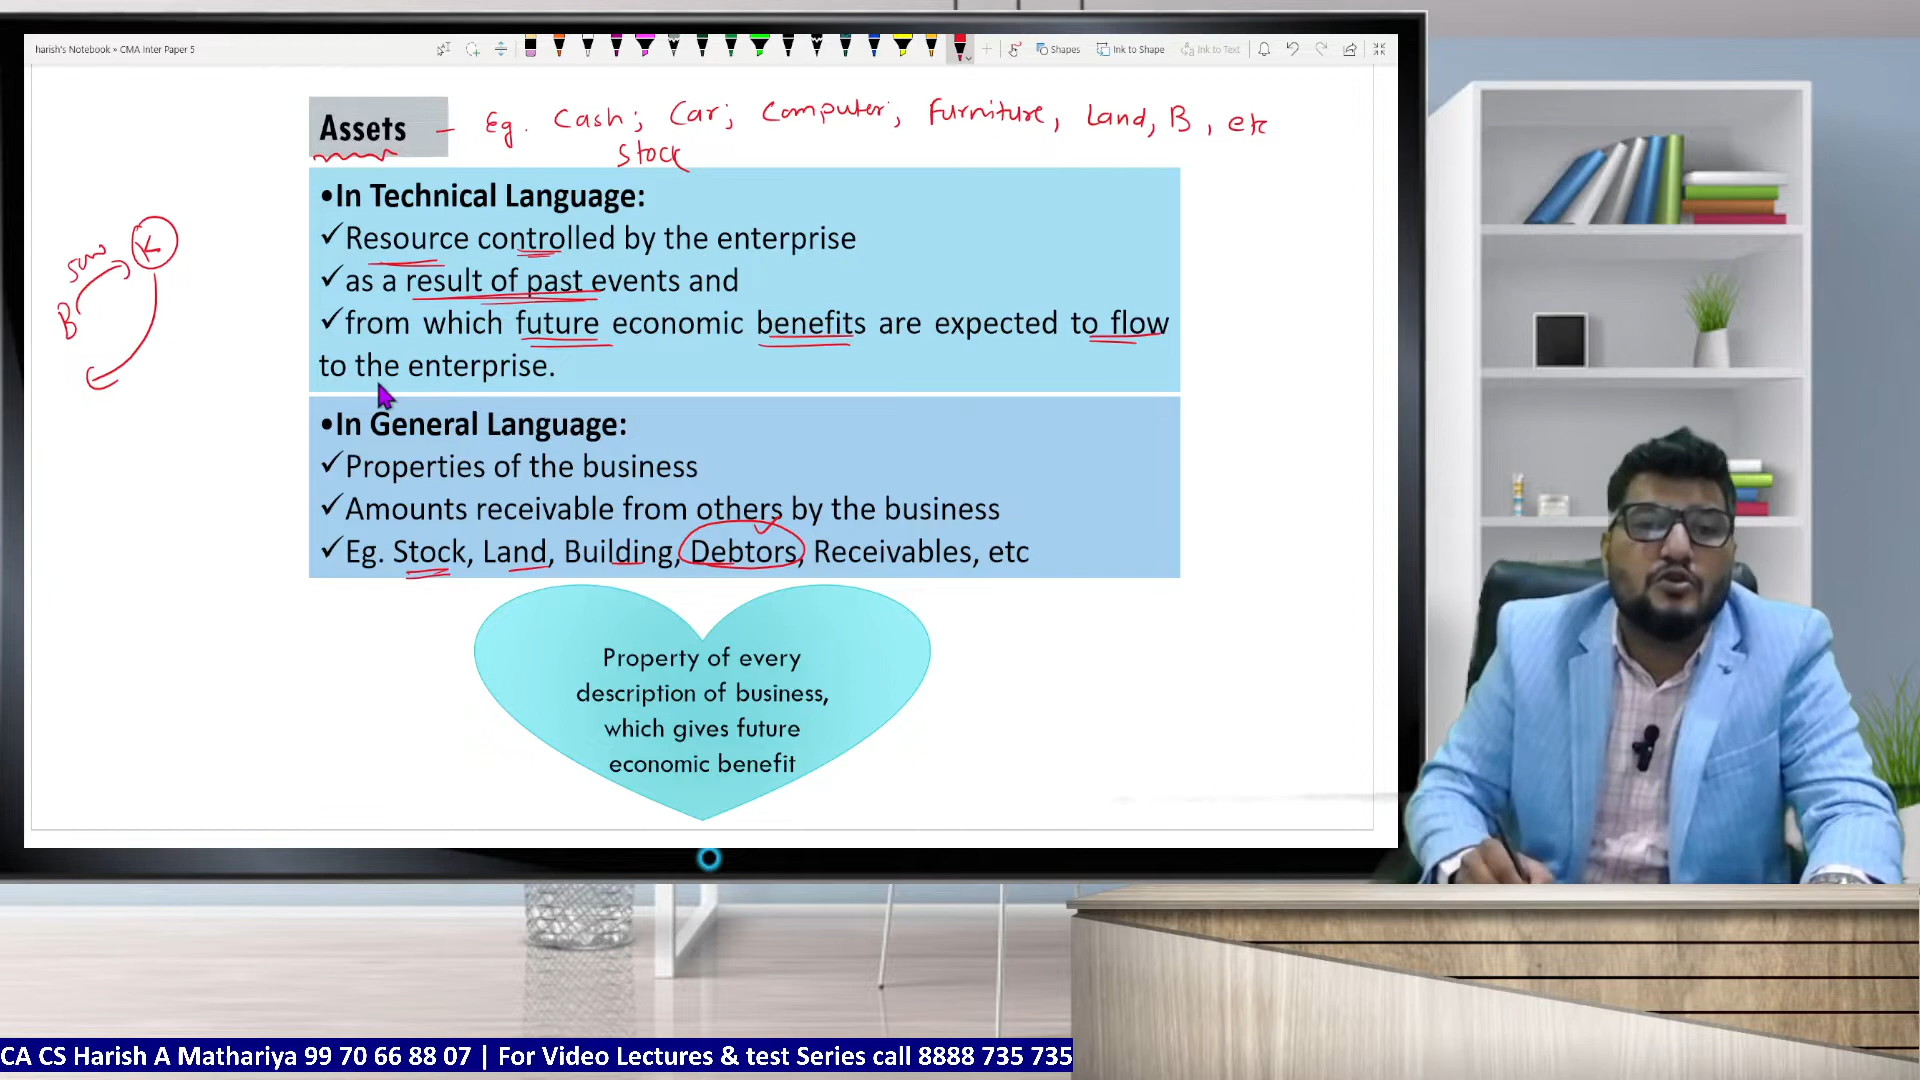 harish's Notebook » CMA Inter Paper 5
Shapes
Ink to Shape
Ink to Text
Assets - Eg. Cash; Car; Computer; Furniture, Land, B, etc
Stock
•In Technical Language:
✓Resource controlled by the enterprise
✓as a result of past events and
✓from which future economic benefits are expected to flow
to the enterprise.
K
B
•In General Language:
✓Properties of the business
✓Amounts receivable from others by the business
✓Eg. Stock, Land, Building, Debtors, Receivables, etc
Property of every
description of business,
which gives future
economic benefit
CA CS Harish A Mathariya 99 70 66 88 07 | For Video Lectures & test Series call 8888 735 735